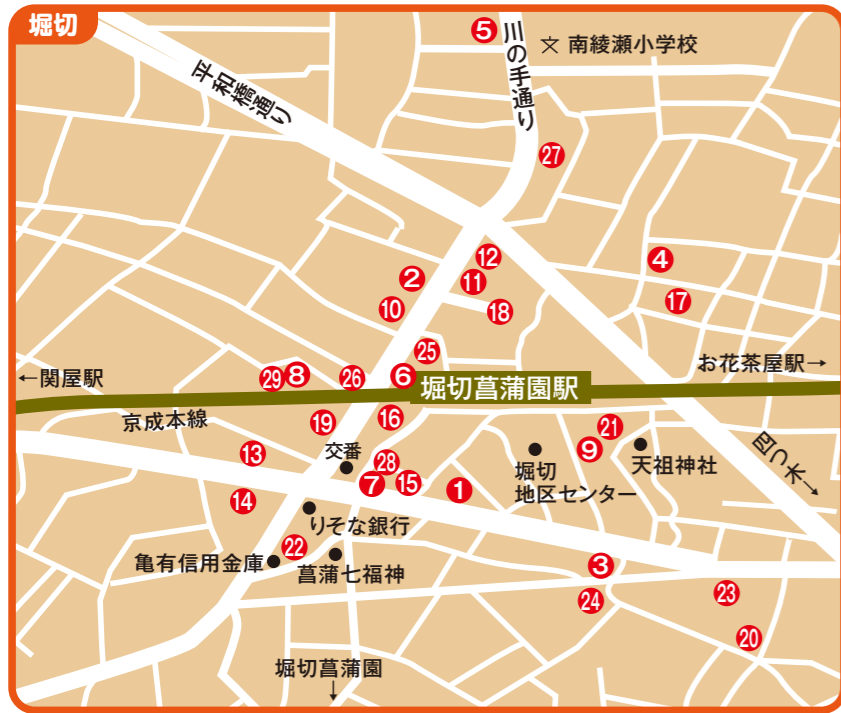 堀切
⑤
文 南綾瀬小学校
川の手通り
平和橋通り
㉗
⑫
②
⑪
④
⑩
⑱
⑰
㉕
←関屋駅
㉙
⑧
㉖
⑥
堀切菖蒲園駅
お花茶屋駅→
京成本線
⑲
⑯
㉑
⑬
交番
㉘
⑨
天祖神社
四つ木→
⑭
⑦
⑮
①
堀切
地区センター
りそな銀行
亀有信用金庫
㉒
菖蒲七福神
③
㉔
㉓
⑳
堀切菖蒲園
↓